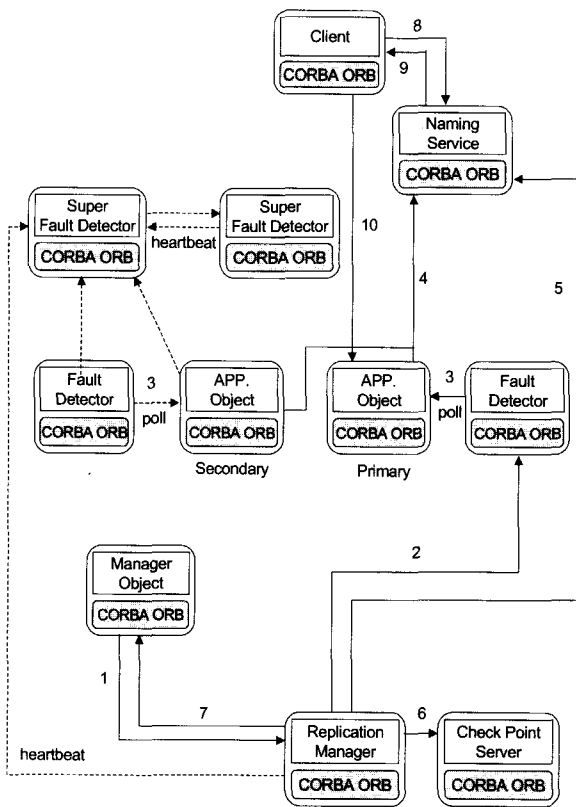 8
Client
9
CORBA ORB
Naming
Service
CORBA ORB
Super
Fault Detector
CORBA ORB
heartbeat
Super
Fault Detector
CORBA ORB
10
4
5
Fault
Detector
CORBA ORB
3
poll
APP.
Object
CORBA ORB
Secondary
APP.
Object
CORBA ORB
Primary
3
poll
Fault
Detector
CORBA ORB
2
Manager
Object
CORBA ORB
1
7
heartbeat
Replication
Manager
CORBA ORB
6
Check Point
Server
CORBA ORB